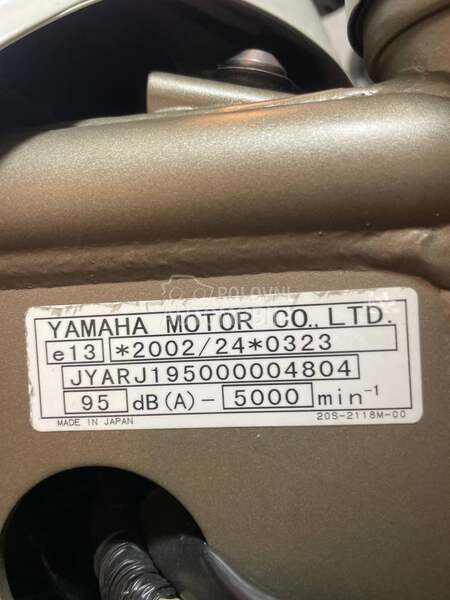 POLOVNI
YAMAHA MOTOR CO., LTD.
e13 *2002/24*0323
JYARJ195000004804
95 dB(A) - 5000 min⁻¹
MADE IN JAPAN 20S-2118M-00